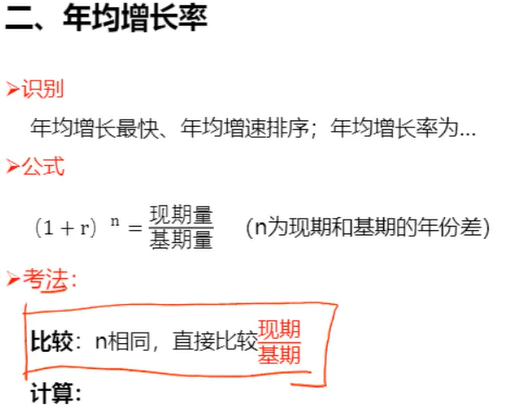 二、年均增长率
➢识别
年均增长最快、年均增速排序；年均增长率为...
➢公式
（1 + r）ⁿ = 现期量/基期量 （n为现期和基期的年份差）
➢考法：
比较：n相同，直接比较现期/基期
计算：